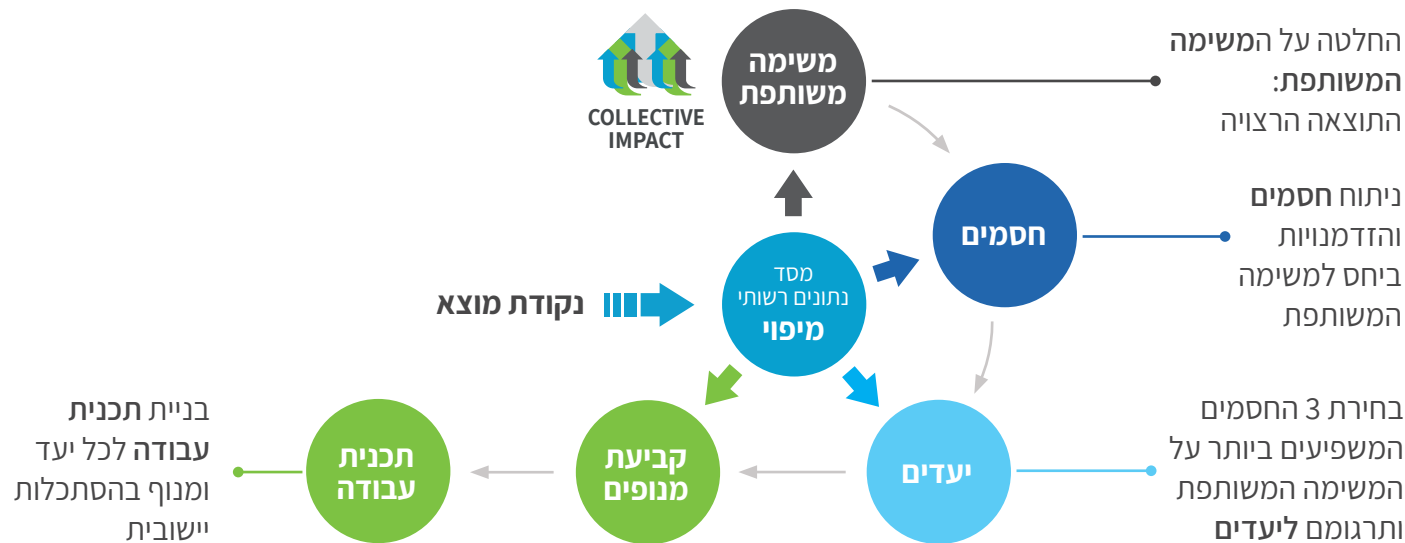 COLLECTIVE
IMPACT
משימה
משותפת
החלטה על המשימה
המשותפת:
התוצאה הרצויה
חסמים
ניתוח חסמים
והזדמנויות
ביחס למשימה
המשותפת
מסד
נתונים רשותי
מיפוי
נקודת מוצא
יעדים
בחירת 3 החסמים
המשפיעים ביותר על
המשימה המשותפת
ותרגומם ליעדים
קביעת
מנופים
תכנית
עבודה
בניית תכנית
עבודה לכל יעד
ומנוף בהסתכלות
יישובית